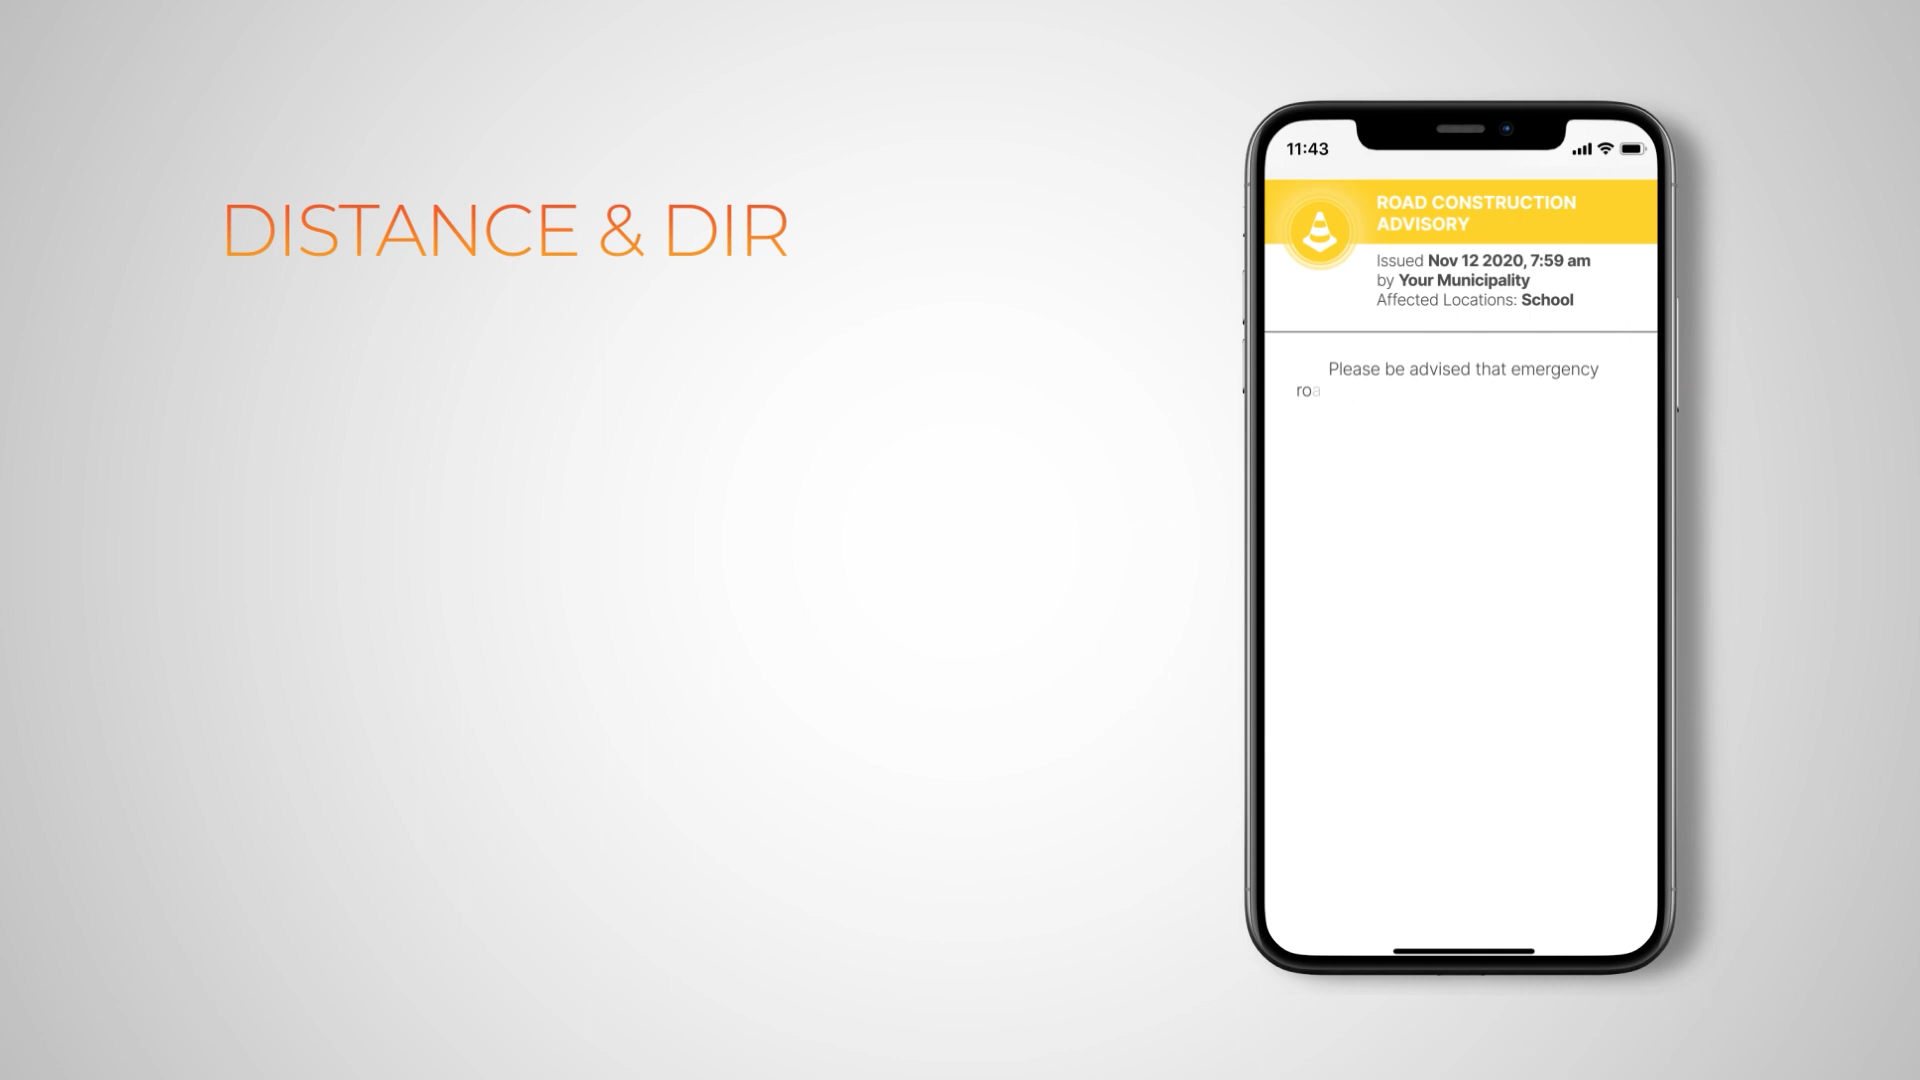 DISTANCE & DIR
11:43
ROAD CONSTRUCTION
ADVISORY
Issued Nov 12 2020, 7:59 am
by Your Municipality
Affected Locations: School
Please be advised that emergency
roa